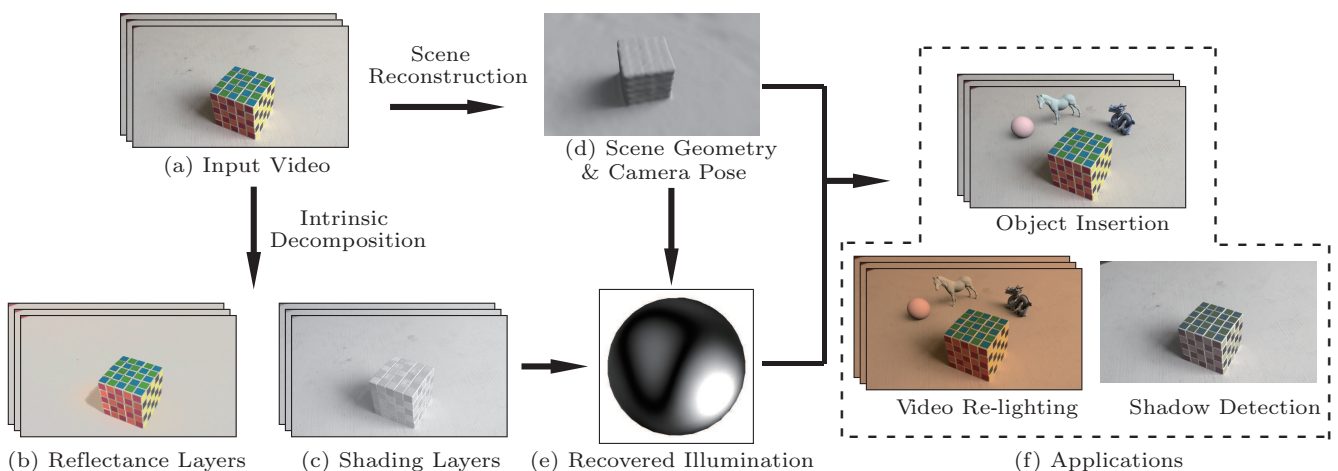 Scene
Reconstruction
(a) Input Video
(d) Scene Geometry
& Camera Pose
Intrinsic
Decomposition
Object Insertion
Video Re-lighting
Shadow Detection
(b) Reflectance Layers
(c) Shading Layers
(e) Recovered Illumination
(f) Applications